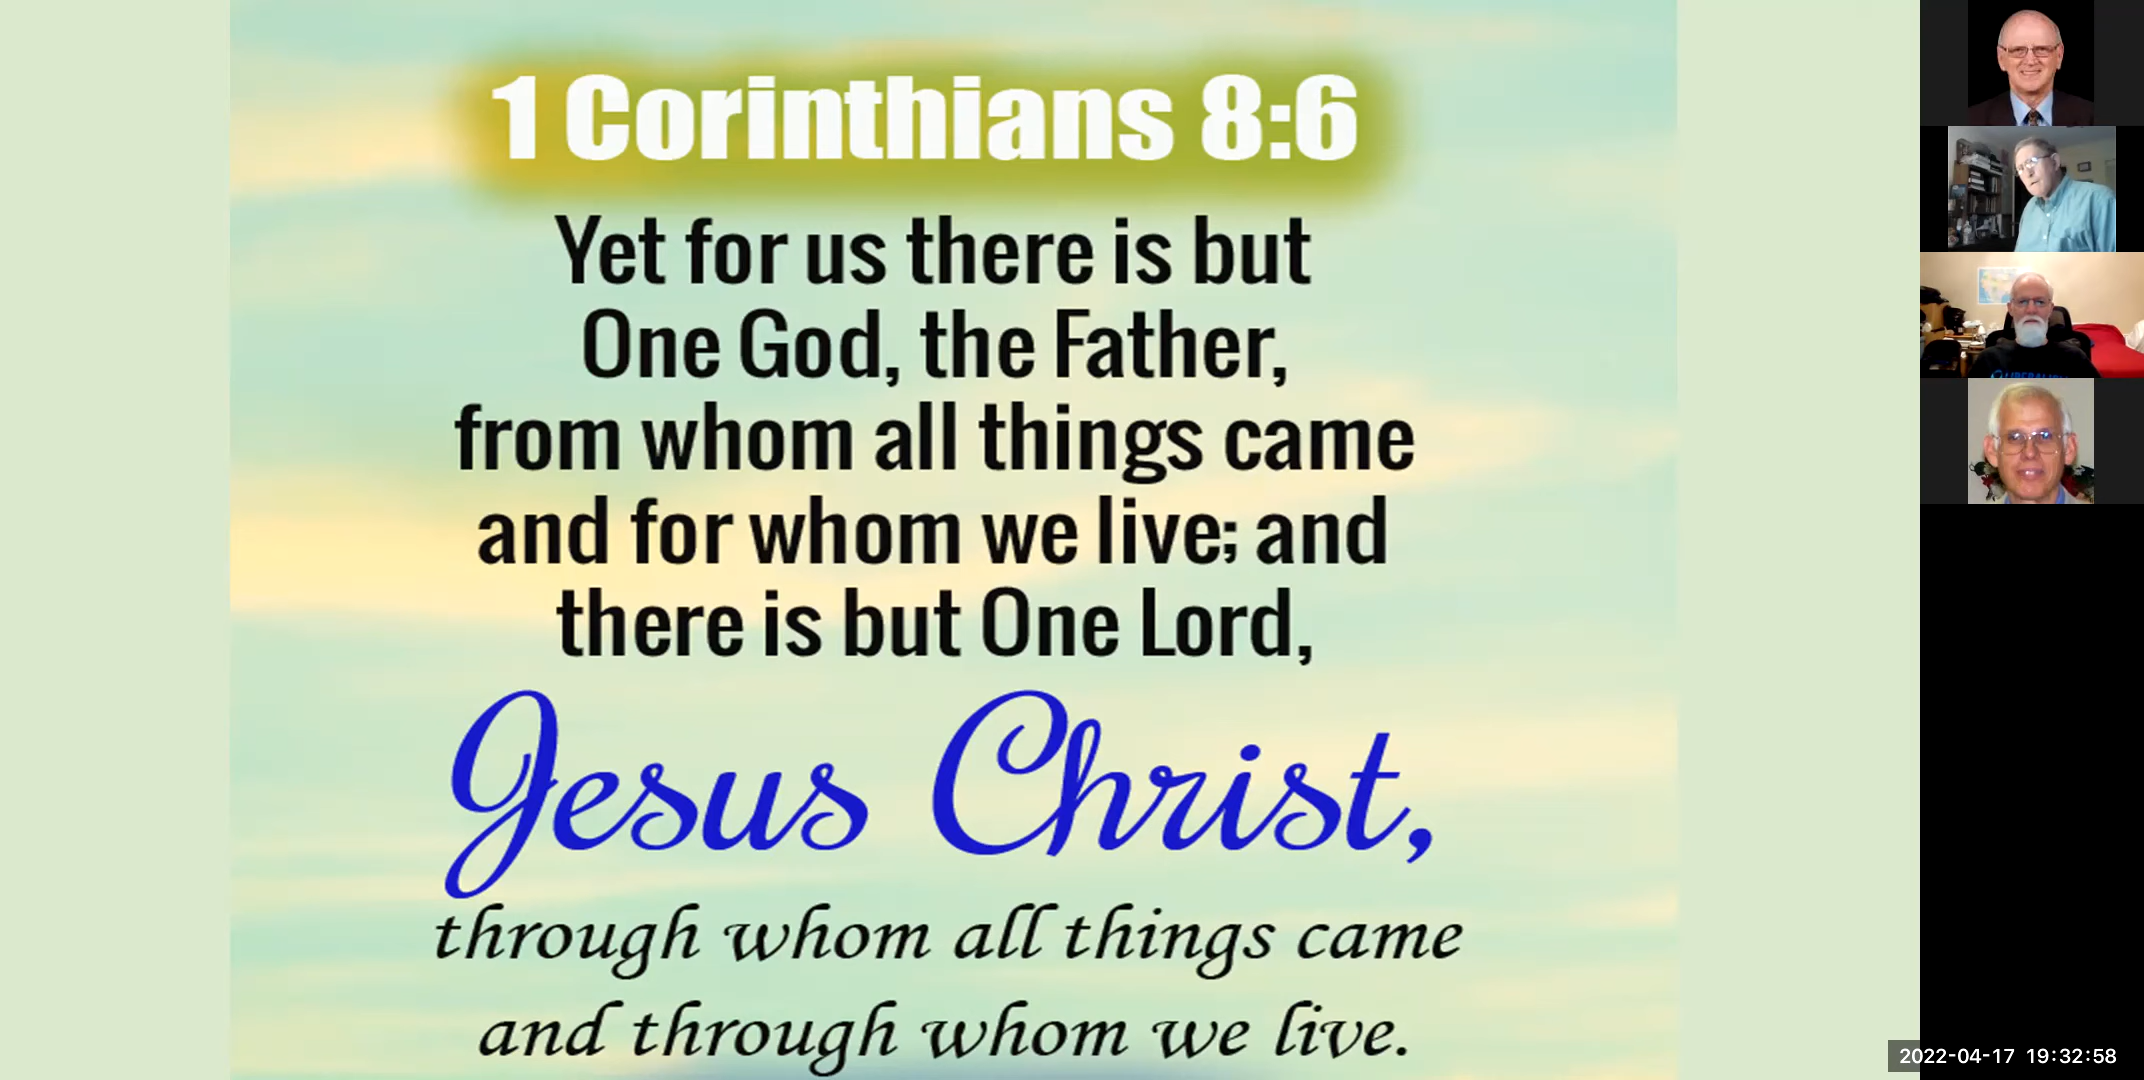 1 Corinthians 8:6
Yet for us there is but
One God, the Father,
from whom all things came
and for whom we live; and
there is but One Lord,
Jesus Christ,
through whom all things came
and through whom we live.
2022-04-17 19:32:58